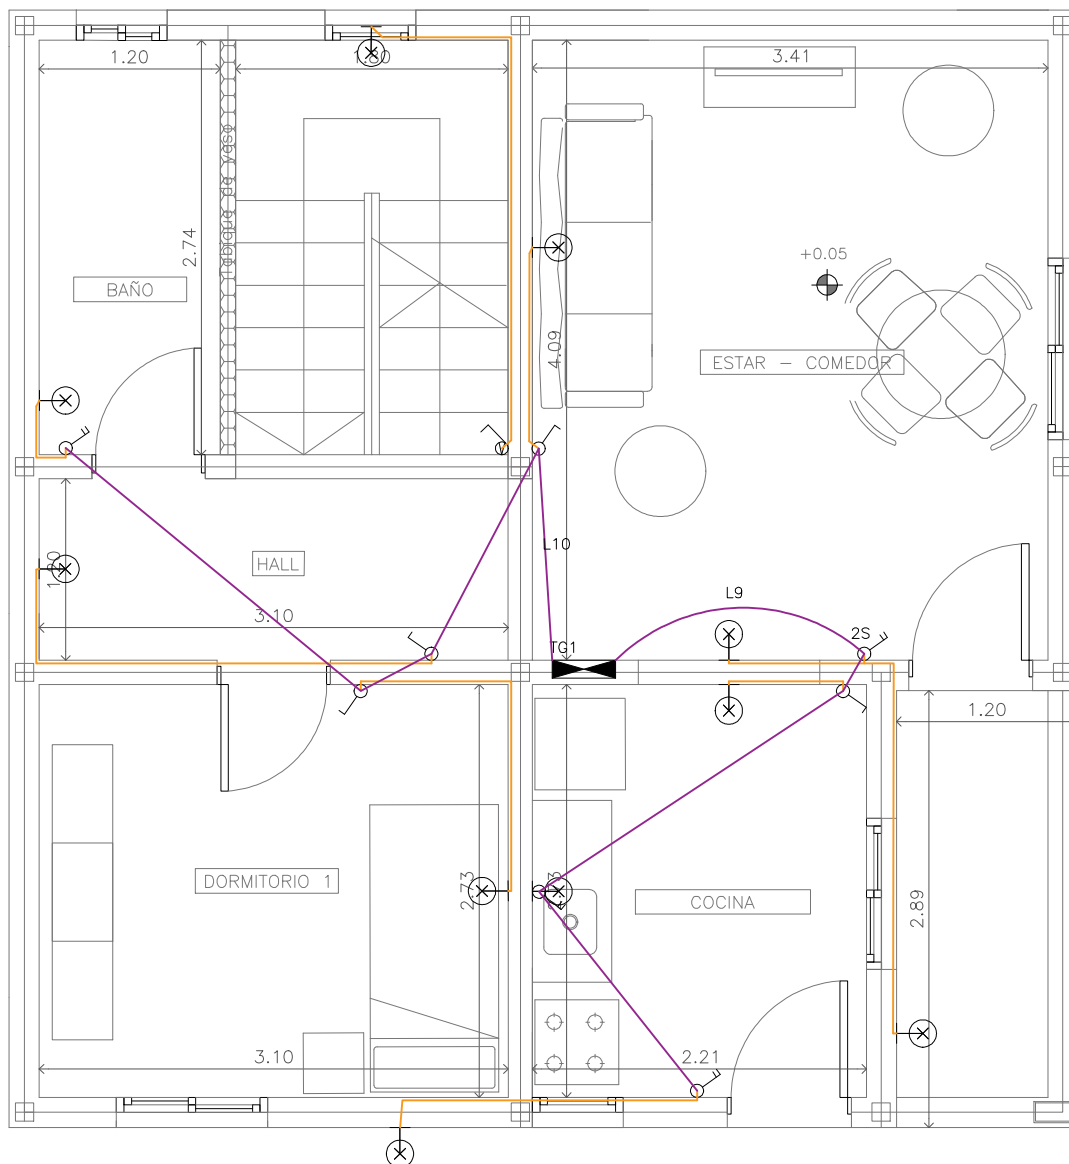 1.20
1.80
3.41
Tabique de yeso
2.74
+0.05
BAÑO
4.09
ESTAR - COMEDOR
L10
HALL
1.20
L9
3.10
TG1
2S
1.20
DORMITORIO 1
2.73
COCINA
2.89
3.10
2.21